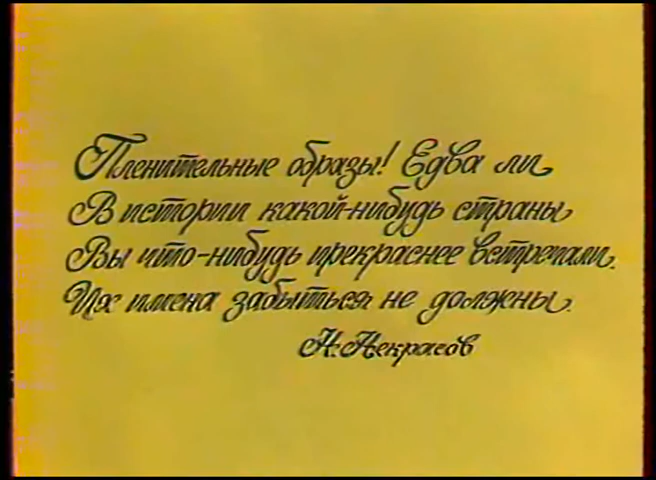 Пленительные образы! Едва ли
В истории какой-нибудь страны
Вы что-нибудь прекраснее встречали.
Их имена забыться не должны.
Н. Некрасов